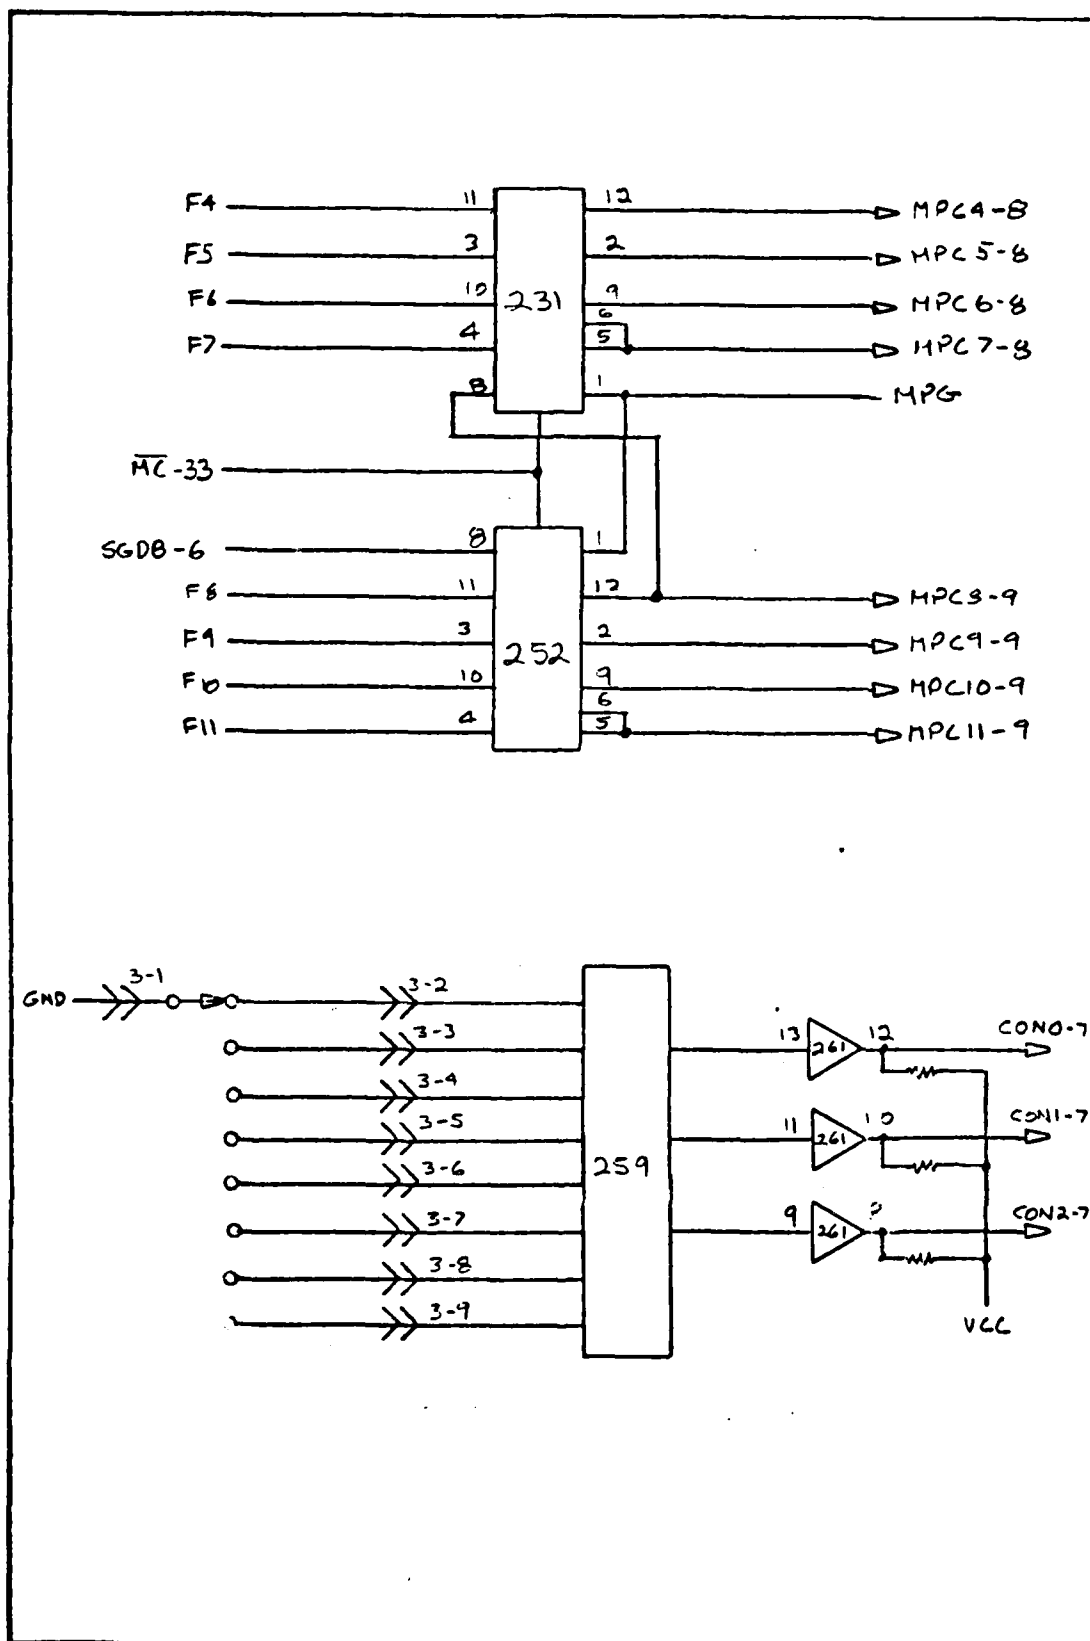 F4 11 12 MPC4-8
F5 3 2 MPC5-8
F6 10 231 9 MPC6-8
6
F7 4 5 MPC7-8
8 1 MPG
M̅C̅-33
SGDB-6 8 1
F8 11 12 MPC8-9
F9 3 252 2 MPC9-9
F10 10 9 MPC10-9
6
F11 4 5 MPC11-9
GND 3-1 3-2
3-3 13 261 12 CON0-7
3-4
3-5 11 261 10 CON1-7
3-6 259
3-7 9 261 CON2-7
3-8
3-9 VCC